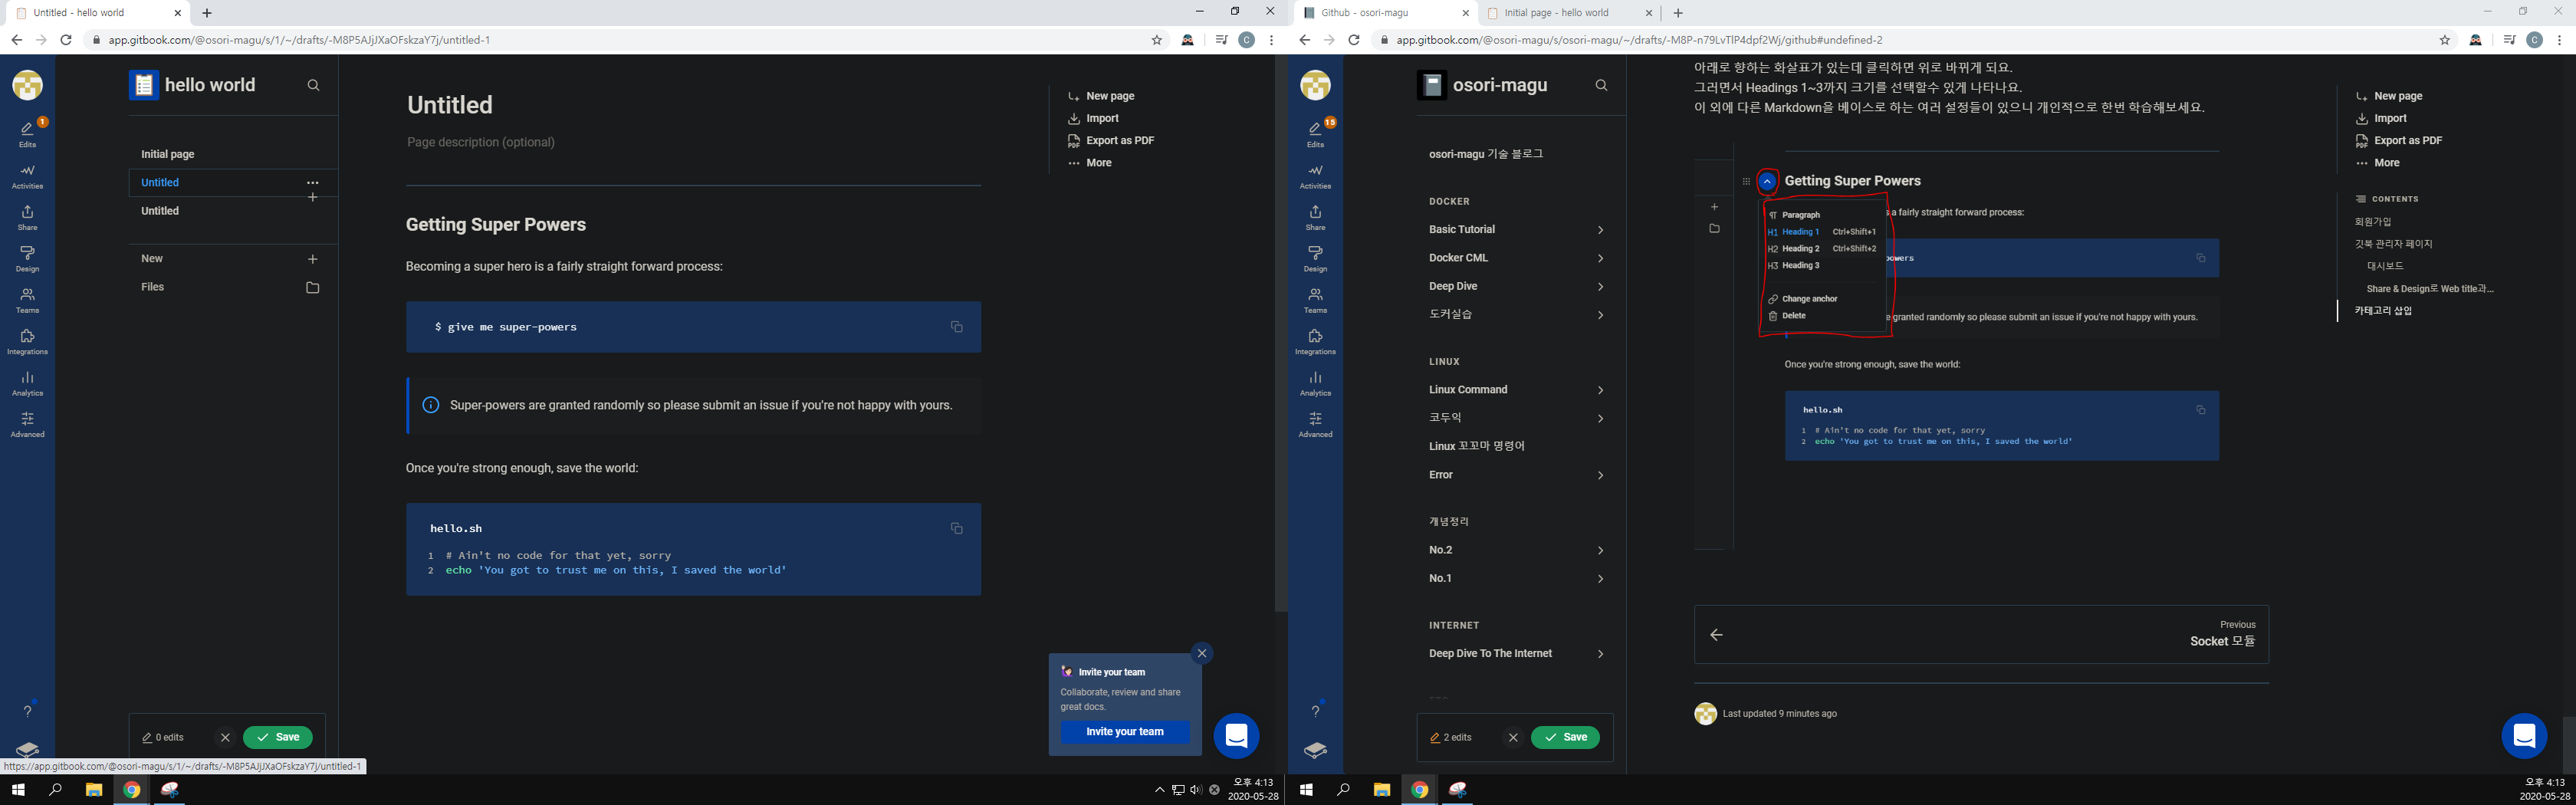 Untitled - hello world
app.gitbook.com/@osori-magu/s/1/~/drafts/-M8P5AJjJXaOFskzaY7j/untitled-1
C
hello world
1
Edits
Activities
Share
Design
Teams
Integrations
Analytics
Advanced
?
Initial page
Untitled
Untitled
New
Files
0 edits
Save
Untitled
Page description (optional)
Getting Super Powers
Becoming a super hero is a fairly straight forward process:
$ give me super-powers
Super-powers are granted randomly so please submit an issue if you're not happy with yours.
Once you're strong enough, save the world:
hello.sh
1 # Ain't no code for that yet, sorry
2 echo 'You got to trust me on this, I saved the world'
New page
Import
PDF
Export as PDF
More
Invite your team
Collaborate, review and share
great docs.
Invite your team
https://app.gitbook.com/@osori-magu/s/1/~/drafts/-M8P5AJjJXaOFskzaY7j/untitled-1
오후 4:13
2020-05-28
Github - osori-magu
Initial page - hello world
app.gitbook.com/@osori-magu/s/osori-magu/~/drafts/-M8P-n79LvTlP4dpf2Wj/github#undefined-2
C
osori-magu
15
Edits
Activities
Share
Design
Teams
Integrations
Analytics
Advanced
?
osori-magu 기술 블로그
DOCKER
Basic Tutorial
Docker CML
Deep Dive
도커실습
LINUX
Linux Command
코두익
Linux 꼬꼬마 명령어
Error
개념정리
No.2
No.1
INTERNET
Deep Dive To The Internet
2 edits
Save
아래로 향하는 화살표가 있는데 클릭하면 위로 바뀌게 되요.
그러면서 Headings 1~3까지 크기를 선택할수 있게 나타나요.
이 외에 다른 Markdown을 베이스로 하는 여러 설정들이 있으니 개인적으로 한번 학습해보세요.
Getting Super Powers
s a fairly straight forward process:
Paragraph
H1 Heading 1 Ctrl+Shift+1
H2 Heading 2 Ctrl+Shift+2
H3 Heading 3
Change anchor
Delete
powers
e granted randomly so please submit an issue if you're not happy with yours.
Once you're strong enough, save the world:
hello.sh
1 # Ain't no code for that yet, sorry
2 echo 'You got to trust me on this, I saved the world'
Previous
Socket 모듈
Last updated 9 minutes ago
New page
Import
PDF
Export as PDF
More
CONTENTS
회원가입
깃북 관리자 페이지
대시보드
Share & Design로 Web title과...
카테고리 삽입
오후 4:13
2020-05-28